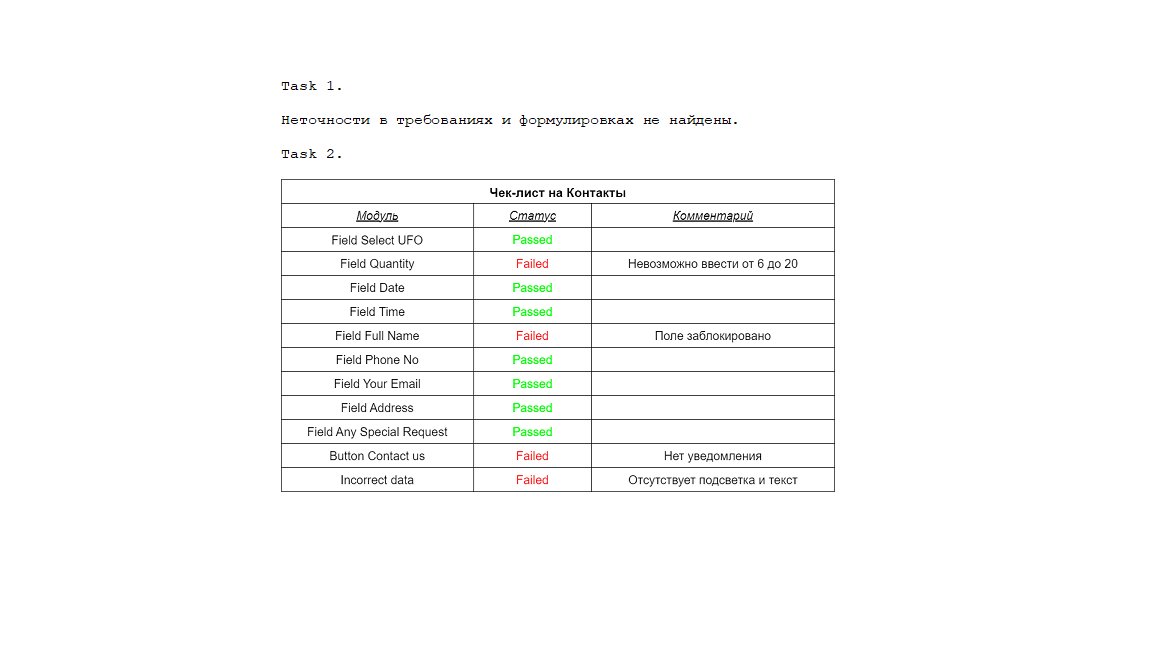 Task 1.
Неточности в требованиях и формулировках не найдены.
Task 2.
Чек-лист на Контакты
Модуль Статус Комментарий
Field Select UFO Passed
Field Quantity Failed Невозможно ввести от 6 до 20
Field Date Passed
Field Time Passed
Field Full Name Failed Поле заблокировано
Field Phone No Passed
Field Your Email Passed
Field Address Passed
Field Any Special Request Passed
Button Contact us Failed Нет уведомления
Incorrect data Failed Отсутствует подсветка и текст